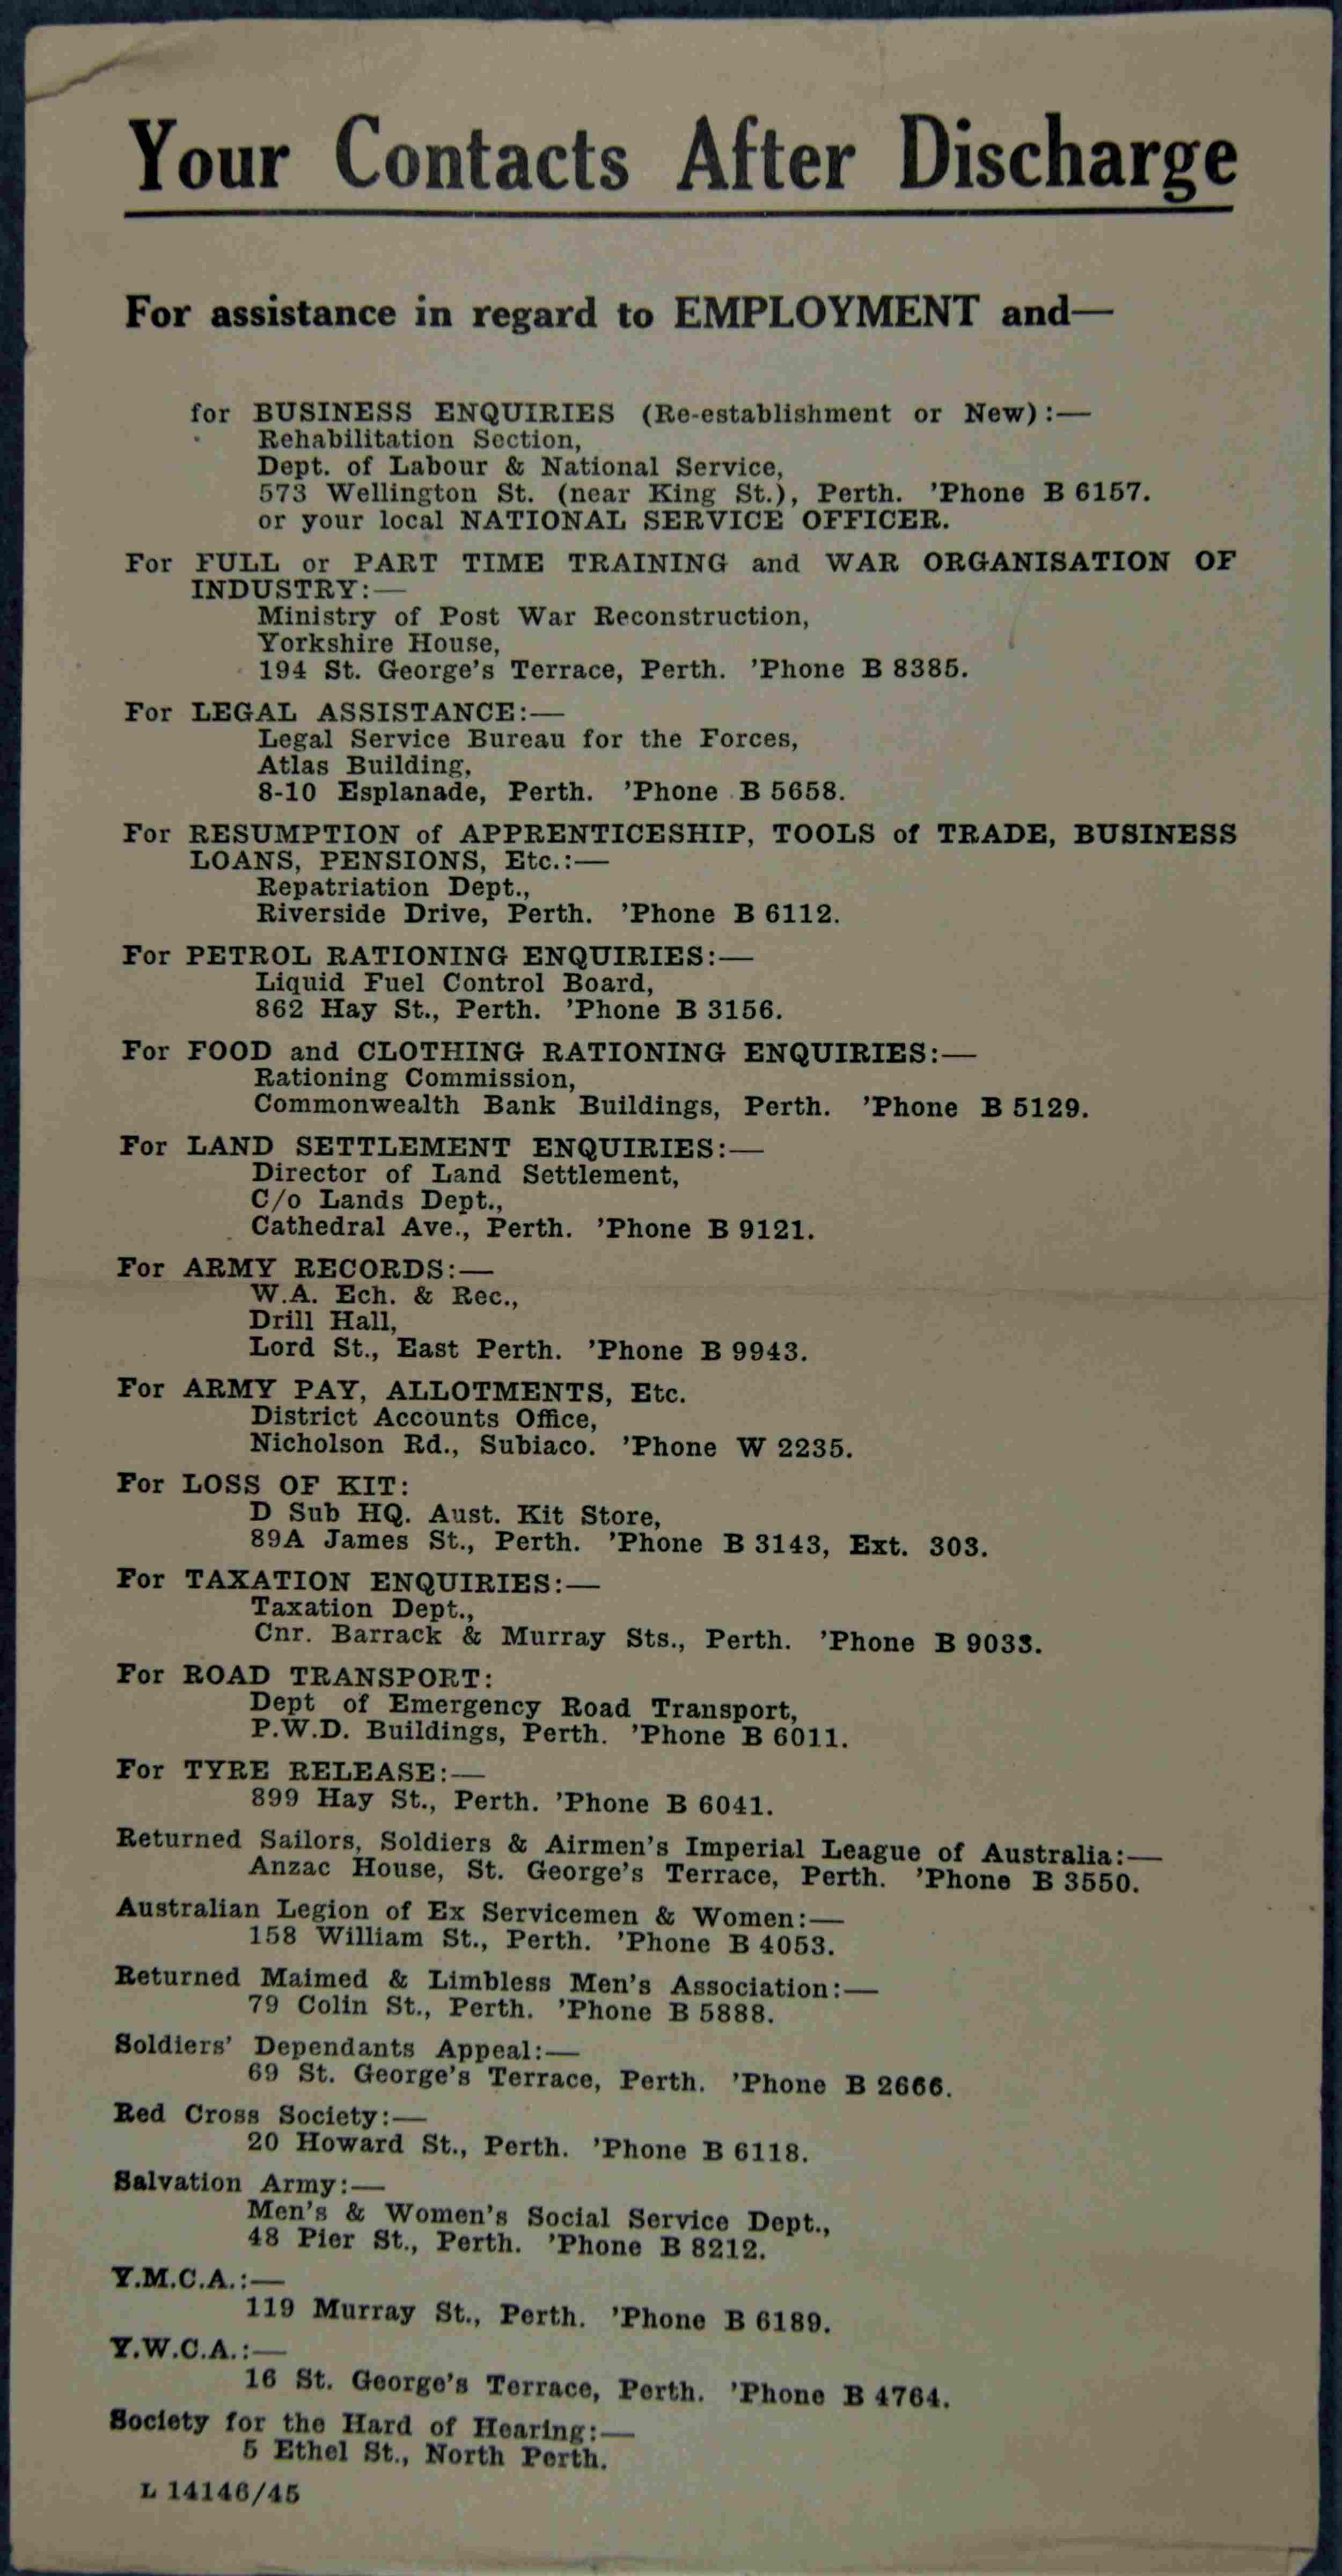 Your Contacts After Discharge
For assistance in regard to EMPLOYMENT and—
for BUSINESS ENQUIRIES (Re-establishment or New):—
Rehabilitation Section,
Dept. of Labour & National Service,
573 Wellington St. (near King St.), Perth. 'Phone B 6157.
or your local NATIONAL SERVICE OFFICER.
For FULL or PART TIME TRAINING and WAR ORGANISATION OF
INDUSTRY:—
Ministry of Post War Reconstruction,
Yorkshire House,
194 St. George's Terrace, Perth. 'Phone B 8385.
For LEGAL ASSISTANCE:—
Legal Service Bureau for the Forces,
Atlas Building,
8-10 Esplanade, Perth. 'Phone B 5658.
For RESUMPTION of APPRENTICESHIP, TOOLS of TRADE, BUSINESS
LOANS, PENSIONS, Etc.:—
Repatriation Dept.,
Riverside Drive, Perth. 'Phone B 6112.
For PETROL RATIONING ENQUIRIES:—
Liquid Fuel Control Board,
862 Hay St., Perth. 'Phone B 3156.
For FOOD and CLOTHING RATIONING ENQUIRIES:—
Rationing Commission,
Commonwealth Bank Buildings, Perth. 'Phone B 5129.
For LAND SETTLEMENT ENQUIRIES:—
Director of Land Settlement,
C/o Lands Dept.,
Cathedral Ave., Perth. 'Phone B 9121.
For ARMY RECORDS:—
W.A. Ech. & Rec.,
Drill Hall,
Lord St., East Perth. 'Phone B 9943.
For ARMY PAY, ALLOTMENTS, Etc.
District Accounts Office,
Nicholson Rd., Subiaco. 'Phone W 2235.
For LOSS OF KIT:
D Sub HQ. Aust. Kit Store,
89A James St., Perth. 'Phone B 3143, Ext. 303.
For TAXATION ENQUIRIES:—
Taxation Dept.,
Cnr. Barrack & Murray Sts., Perth. 'Phone B 9033.
For ROAD TRANSPORT:
Dept of Emergency Road Transport,
P.W.D. Buildings, Perth. 'Phone B 6011.
For TYRE RELEASE:—
899 Hay St., Perth. 'Phone B 6041.
Returned Sailors, Soldiers & Airmen's Imperial League of Australia:—
Anzac House, St. George's Terrace, Perth. 'Phone B 3550.
Australian Legion of Ex Servicemen & Women:—
158 William St., Perth. 'Phone B 4053.
Returned Maimed & Limbless Men's Association:—
79 Colin St., Perth. 'Phone B 5888.
Soldiers' Dependants Appeal:—
69 St. George's Terrace, Perth. 'Phone B 2666.
Red Cross Society:—
20 Howard St., Perth. 'Phone B 6118.
Salvation Army:—
Men's & Women's Social Service Dept.,
48 Pier St., Perth. 'Phone B 8212.
Y.M.C.A.:—
119 Murray St., Perth. 'Phone B 6189.
Y.W.C.A.:—
16 St. George's Terrace, Perth. 'Phone B 4764.
Society for the Hard of Hearing:—
5 Ethel St., North Perth.
L 14146/45